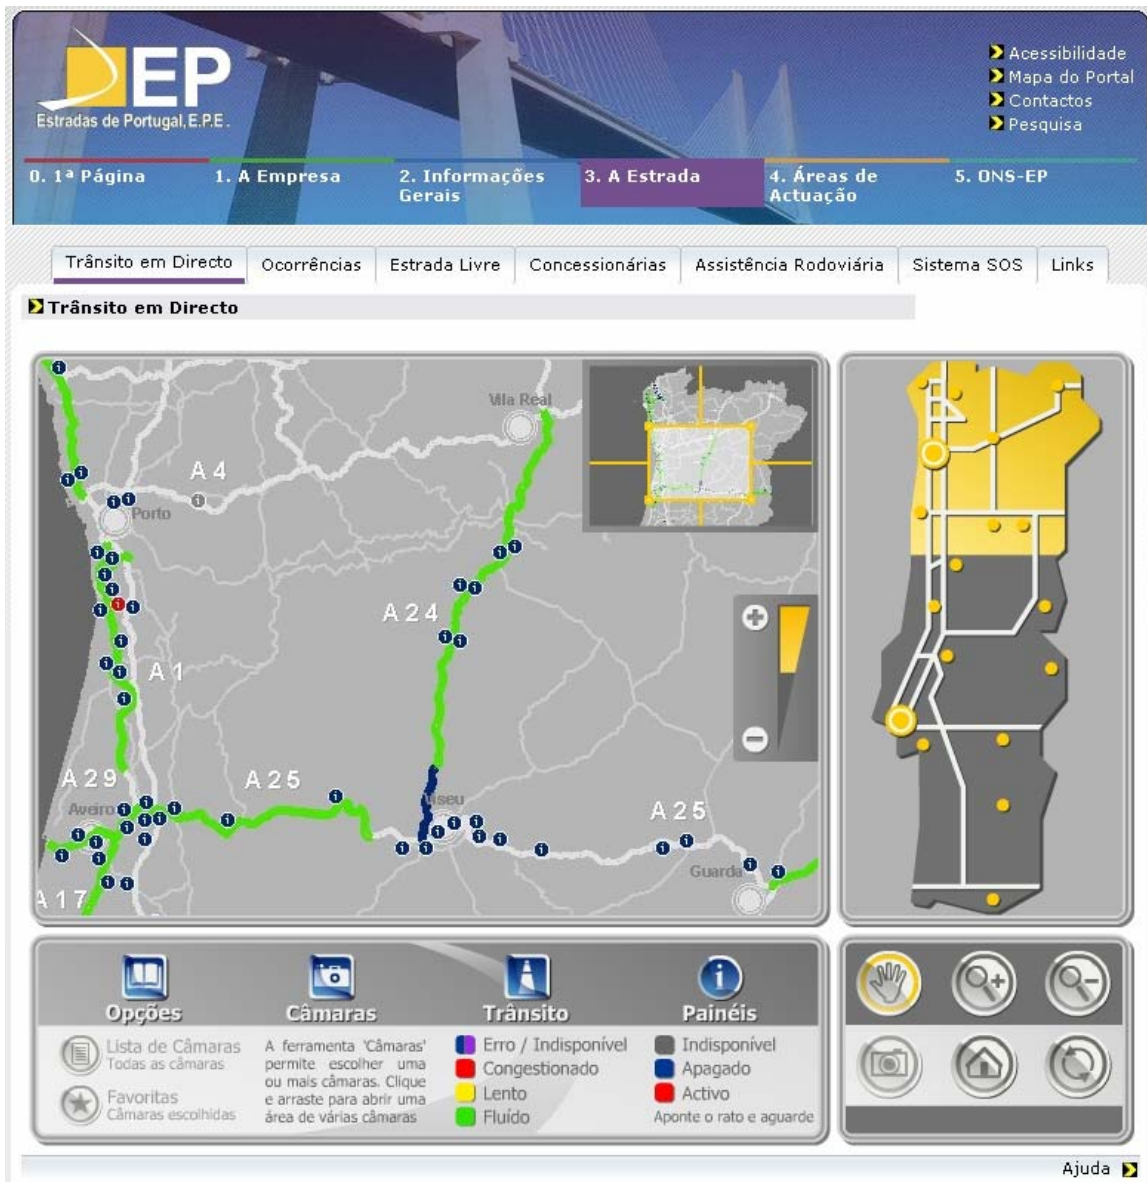 EP
Estradas de Portugal, E.P.E.
Acessibilidade
Mapa do Portal
Contactos
Pesquisa
0. 1ª Página
1. A Empresa
2. Informações
Gerais
3. A Estrada
4. Áreas de
Actuação
5. ONS-EP
Trânsito em Directo
Ocorrências
Estrada Livre
Concessionárias
Assistência Rodoviária
Sistema SOS
Links
Trânsito em Directo
Vila Real
A 4
Porto
A 24
A 1
A 29
A 25
Viseu
A 25
Aveiro
Guarda
A 17
Opções
Lista de Câmaras
Todas as câmaras
Favoritas
Câmaras escolhidas
Câmaras
A ferramenta 'Câmaras'
permite escolher uma
ou mais câmaras. Clique
e arraste para abrir uma
área de várias câmaras
Trânsito
Erro / Indisponível
Congestionado
Lento
Fluído
Painéis
Indisponível
Apagado
Activo
Aponte o rato e aguarde
Ajuda